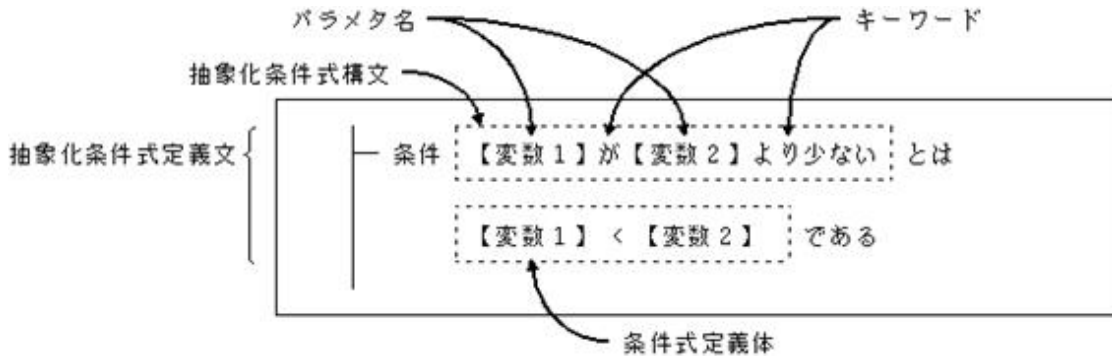 パラメタ名 キーワード
抽象化条件式構文
抽象化条件式定義文 条件 【変数1】が【変数2】より少ない とは
【変数1】 < 【変数2】 である
条件式定義体